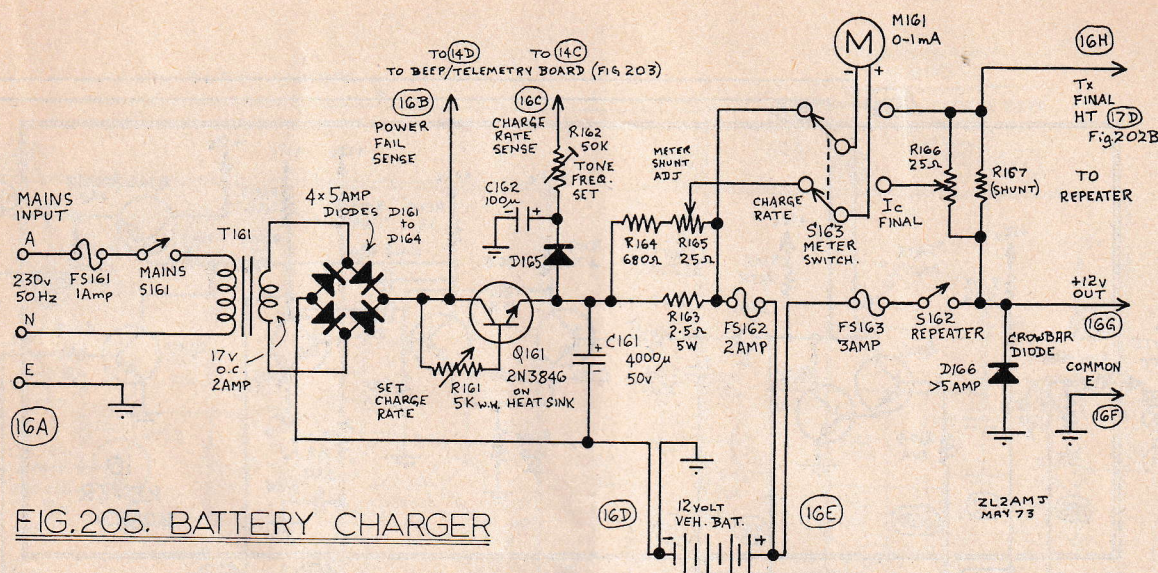 M161
0-1mA
M
-
+
TO 14D
TO 14C
TO BEEP/TELEMETRY BOARD (FIG 203)
16H
16B
POWER
FAIL
SENSE
16C
CHARGE
RATE
SENSE
R162
50K
TONE
FREQ.
SET
METER
SHUNT
ADJ
Tx
FINAL
HT 17D
Fig.202B
R166
25Ω
R167
(SHUNT)
TO
REPEATER
C162
100μ
-
+
CHARGE
RATE
IC
FINAL
S163
METER
SWITCH.
4 x 5 AMP
DIODES D161
to
D164
MAINS
INPUT
A
T161
D165
R164
680Ω
R165
25Ω
230v
50Hz
FS161
1Amp
MAINS
S161
N
+12v
OUT
16G
R163
2.5Ω
5W
FS162
2AMP
FS163
3AMP
S162
REPEATER
17v
O.C.
2AMP
Q161
2N3846
ON
HEAT SINK
+
C161
4000μ
50v
-
CROWBAR
DIODE
D166
>5AMP
COMMON
E
16F
E
SET
CHARGE
RATE
R161
5K W.W.
16A
16D
12VOLT
VEH. BAT.
-
+
16E
ZL2AMJ
MAY 73
FIG.205. BATTERY CHARGER